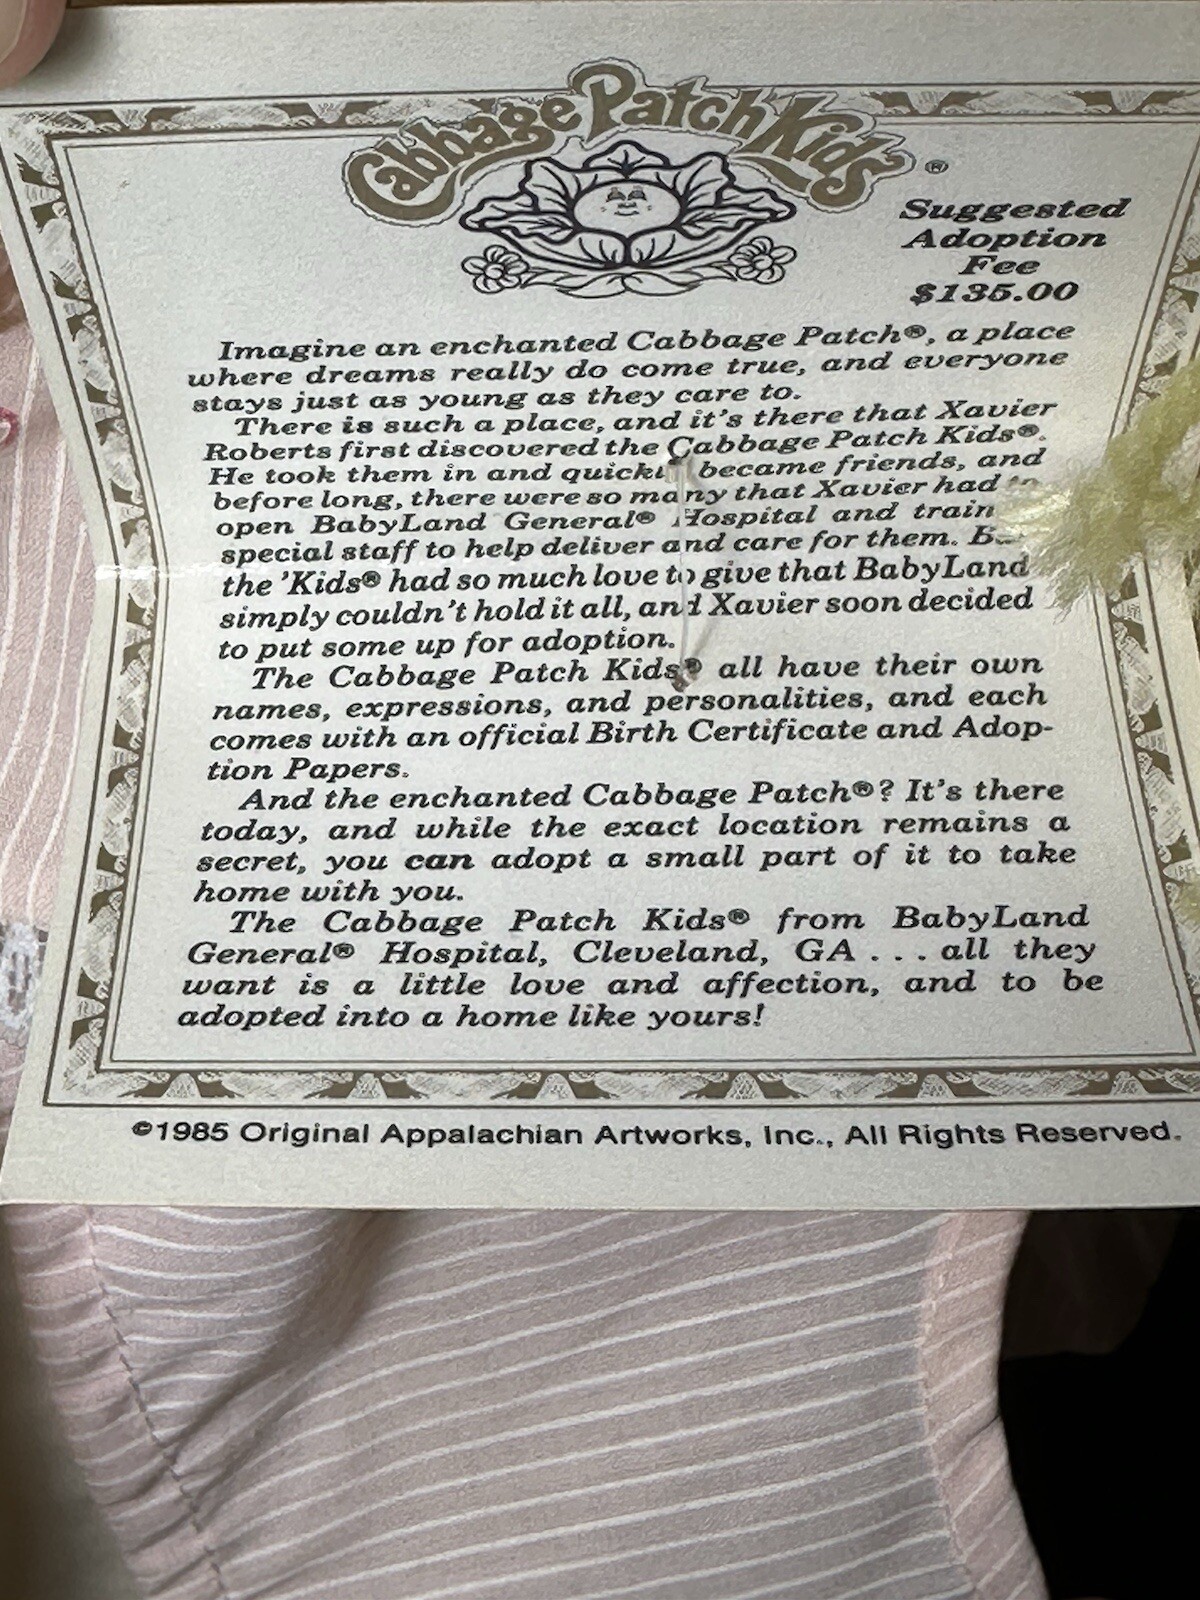 Cabbage Patch Kids®
Suggested
Adoption
Fee
$135.00
Imagine an enchanted Cabbage Patch®, a place
where dreams really do come true, and everyone
stays just as young as they care to.
There is such a place, and it's there that Xavier
Roberts first discovered the Cabbage Patch Kids®.
He took them in and became friends, and
before long, there were so many that Xavier had to
open BabyLand General® Hospital and train
special staff to help deliver and care for them.
the 'Kids® had so much love to give that BabyLand
simply couldn't hold it all, and Xavier soon decided
to put some up for adoption.
The Cabbage Patch Kids® all have their own
names, expressions, and personalities, and each
comes with an official Birth Certificate and Adop-
tion Papers.
And the enchanted Cabbage Patch®? It's there
today, and while the exact location remains a
secret, you can adopt a small part of it to take
home with you.
The Cabbage Patch Kids® from BabyLand
General® Hospital, Cleveland, GA . . . all they
want is a little love and affection, and to be
adopted into a home like yours!
©1985 Original Appalachian Artworks, Inc., All Rights Reserved.